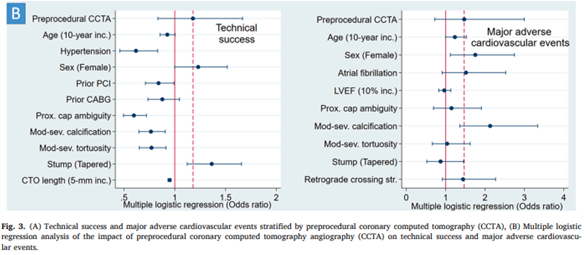 B
Preprocedural CCTA
Age (10-year inc.)
Hypertension
Sex (Female)
Prior PCI
Prior CABG
Prox. cap ambiguity
Mod-sev. calcification
Mod-sev. tortuosity
Stump (Tapered)
CTO length (5-mm inc.)
Technical
success
.5
1
1.5
2
Multiple logistic regression (Odds ratio)
Preprocedural CCTA
Age (10-year inc.)
Sex (Female)
Atrial fibrillation
LVEF (10% inc.)
Prox. cap ambiguity
Mod-sev. calcification
Mod-sev. tortuosity
Stump (Tapered)
Retrograde crossing str.
Major adverse
cardiovascular events
0
1
2
3
4
Multiple logistic regression (Odds ratio)
Fig. 3. (A) Technical success and major adverse cardiovascular events stratified by preprocedural coronary computed tomography (CCTA), (B) Multiple logistic
regression analysis of the impact of preprocedural coronary computed tomography angiography (CCTA) on technical success and major adverse cardiovascu-
lar events.